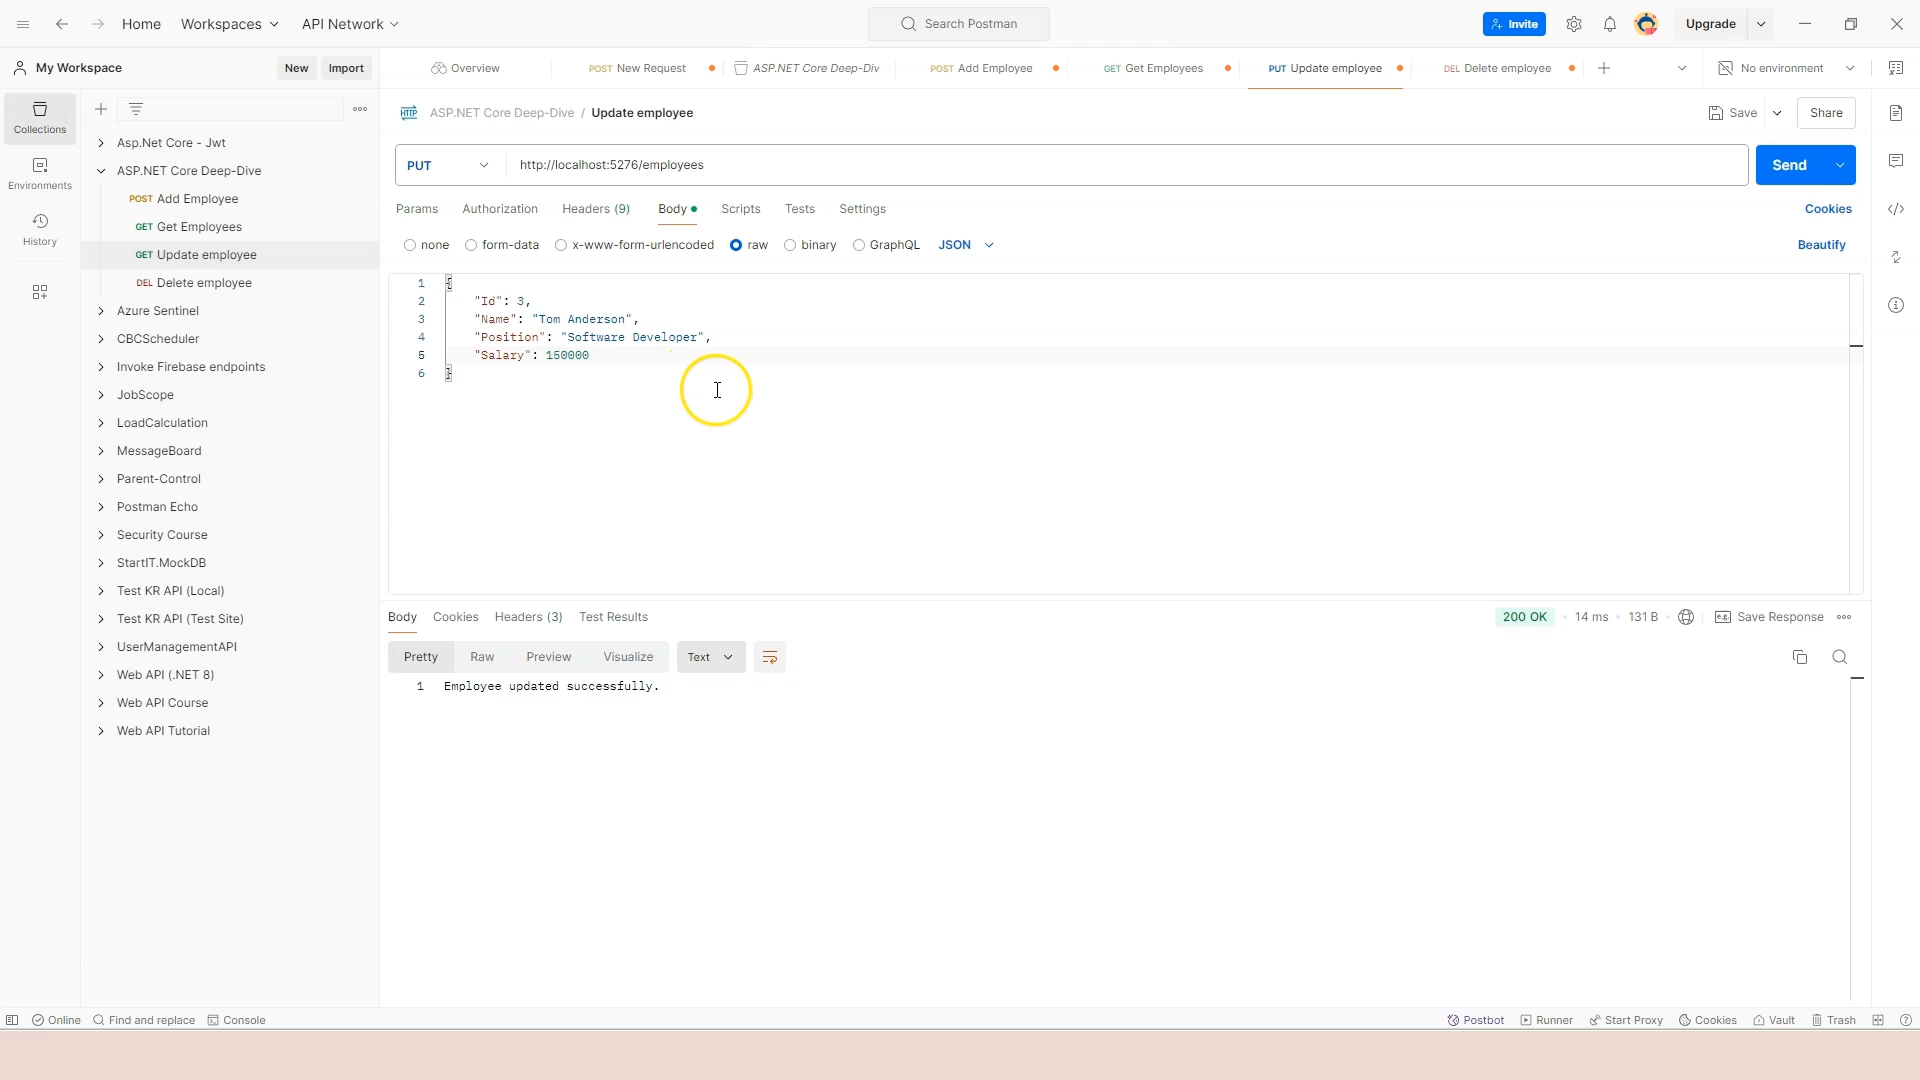 Home Workspaces API Network Search Postman Invite Upgrade
My Workspace New Import Overview POST New Request ASP.NET Core Deep-Div POST Add Employee GET Get Employees PUT Update employee DEL Delete employee No environment
Collections
Environments
History
Asp.Net Core - Jwt
ASP.NET Core Deep-Dive
POST Add Employee
GET Get Employees
GET Update employee
DEL Delete employee
Azure Sentinel
CBCScheduler
Invoke Firebase endpoints
JobScope
LoadCalculation
MessageBoard
Parent-Control
Postman Echo
Security Course
StartIT.MockDB
Test KR API (Local)
Test KR API (Test Site)
UserManagementAPI
Web API (.NET 8)
Web API Course
Web API Tutorial
HTTP ASP.NET Core Deep-Dive / Update employee Save Share
PUT http://localhost:5276/employees Send
Params Authorization Headers (9) Body Scripts Tests Settings Cookies
none form-data x-www-form-urlencoded raw binary GraphQL JSON Beautify
1 {
2 "Id": 3,
3 "Name": "Tom Anderson",
4 "Position": "Software Developer",
5 "Salary": 150000
6 }
Body Cookies Headers (3) Test Results 200 OK 14 ms 131 B e.g. Save Response
Pretty Raw Preview Visualize Text
1 Employee updated successfully.
Online Find and replace Console Postbot Runner Start Proxy Cookies Vault Trash